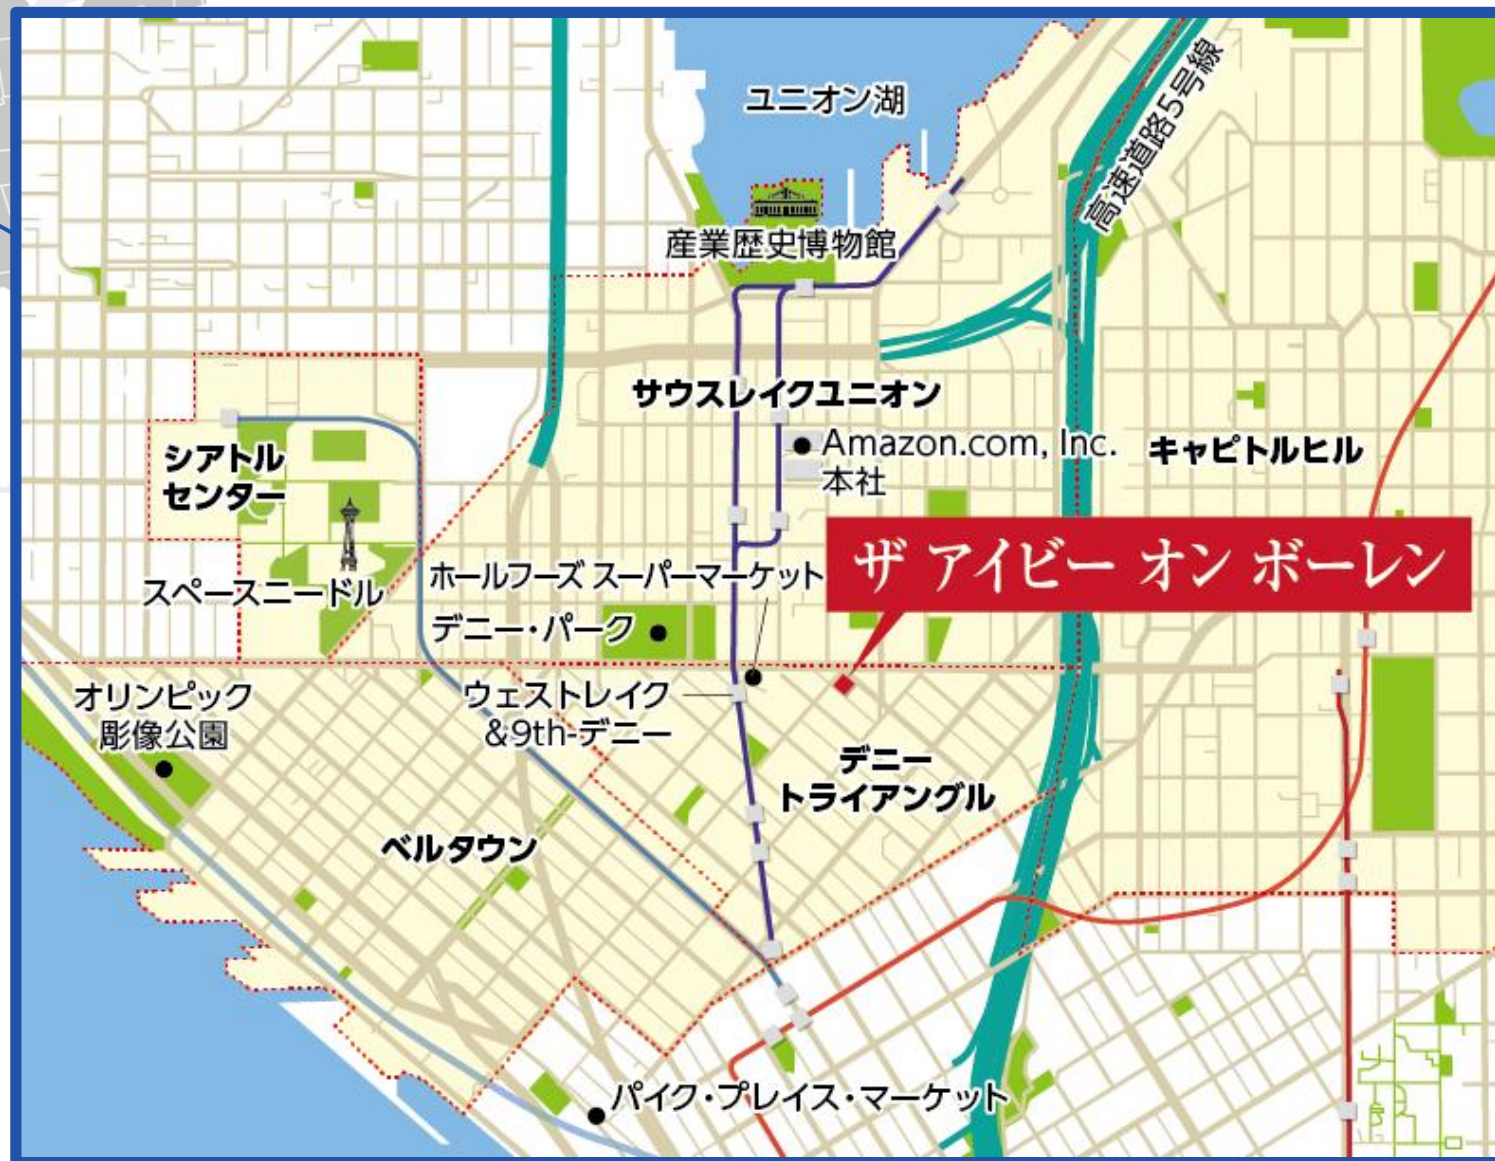 ユニオン湖
高速道路5号線
産業歴史博物館
サウスレイクユニオン
Amazon.com, Inc.
本社
キャピトルヒル
シアトル
センター
ザ アイビー オン ボーレン
ホールフーズ スーパーマーケット
スペースニードル
デニー・パーク
オリンピック
彫像公園
ウェストレイク
&9th-デニー
デニー
トライアングル
ベルタウン
パイク・プレイス・マーケット